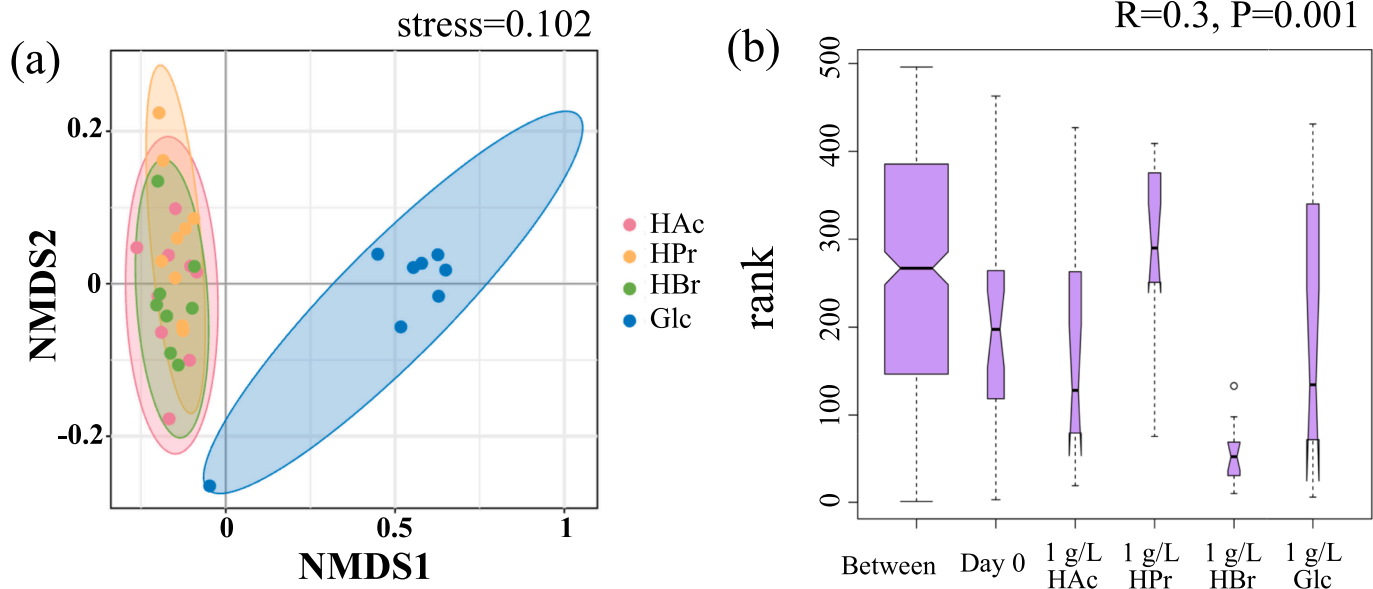 (a)
stress=0.102
NMDS2
0.2
0
-0.2
0
0.5
1
NMDS1
HAc
HPr
HBr
Glc
(b)
R=0.3, P=0.001
rank
500
400
300
200
100
0
Between
Day 0
1 g/L
HAc
1 g/L
HPr
1 g/L
HBr
1 g/L
Glc